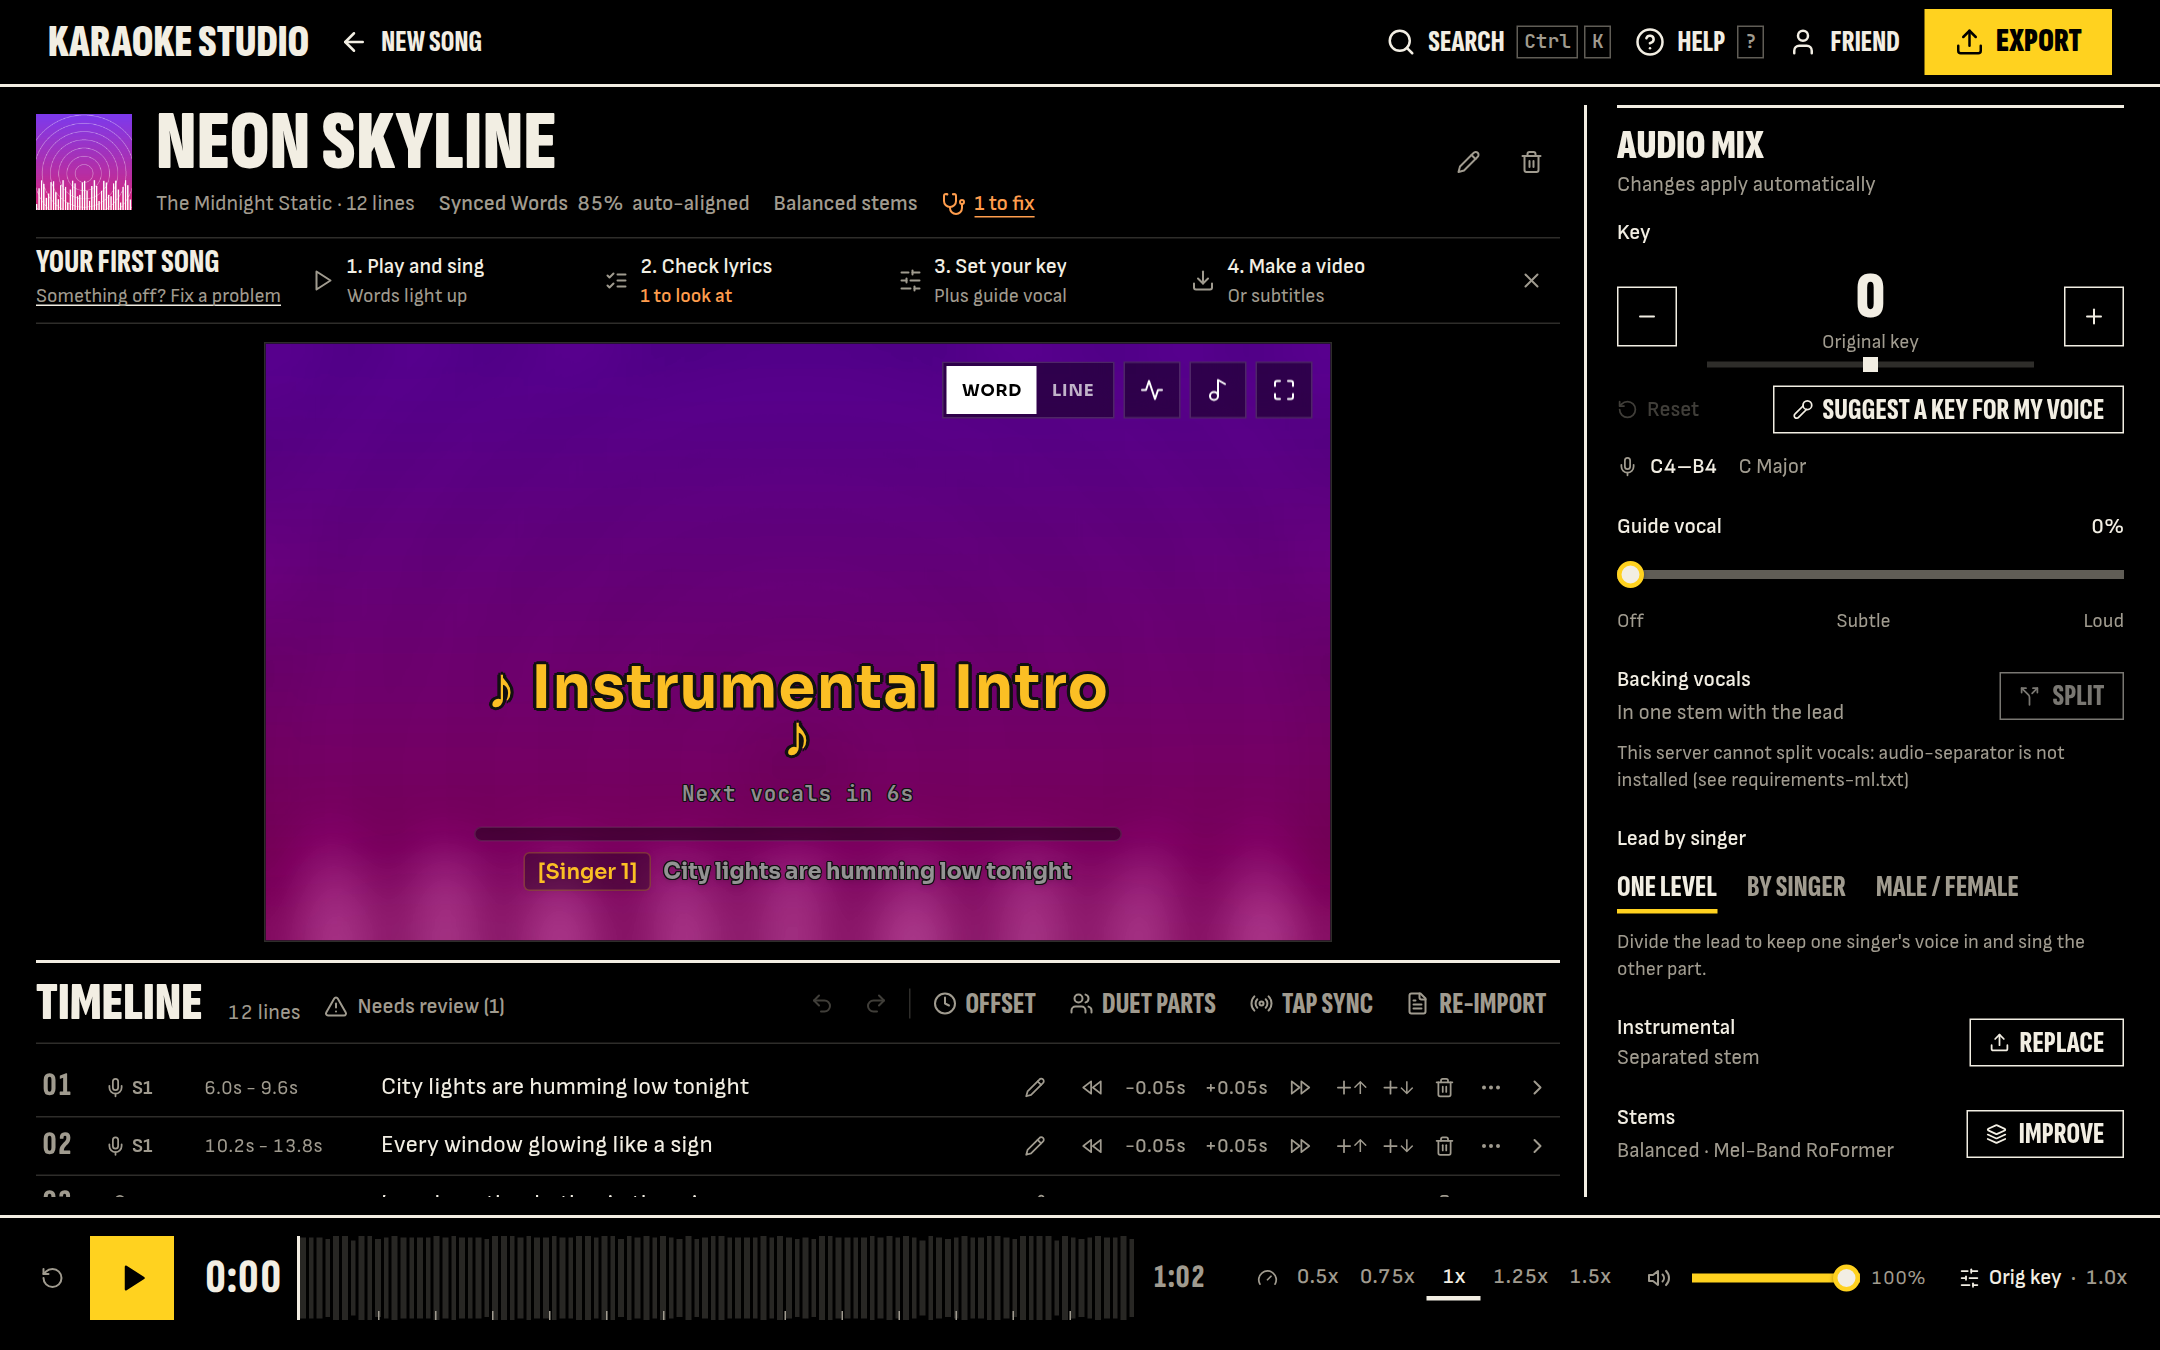 KARAOKE STUDIO
NEW SONG
SEARCH Ctrl K
HELP ?
FRIEND
EXPORT
NEON SKYLINE
The Midnight Static · 12 lines
Synced Words 85% auto-aligned
Balanced stems
1 to fix
YOUR FIRST SONG
Something off? Fix a problem
1. Play and sing
Words light up
2. Check lyrics
1 to look at
3. Set your key
Plus guide vocal
4. Make a video
Or subtitles
WORD
LINE
♪ Instrumental Intro
♪
Next vocals in 6s
[Singer 1] City lights are humming low tonight
TIMELINE
12 lines
Needs review (1)
OFFSET
DUET PARTS
TAP SYNC
RE-IMPORT
01 S1 6.0s - 9.6s City lights are humming low tonight -0.05s +0.05s
02 S1 10.2s - 13.8s Every window glowing like a sign -0.05s +0.05s
AUDIO MIX
Changes apply automatically
Key
0
Original key
Reset
SUGGEST A KEY FOR MY VOICE
C4–B4 C Major
Guide vocal 0%
Off Subtle Loud
Backing vocals
In one stem with the lead
SPLIT
This server cannot split vocals: audio-separator is not
installed (see requirements-ml.txt)
Lead by singer
ONE LEVEL BY SINGER MALE / FEMALE
Divide the lead to keep one singer's voice in and sing the
other part.
Instrumental
Separated stem
REPLACE
Stems
Balanced · Mel-Band RoFormer
IMPROVE
0:00
1:02
0.5x 0.75x 1x 1.25x 1.5x
100%
Orig key · 1.0x